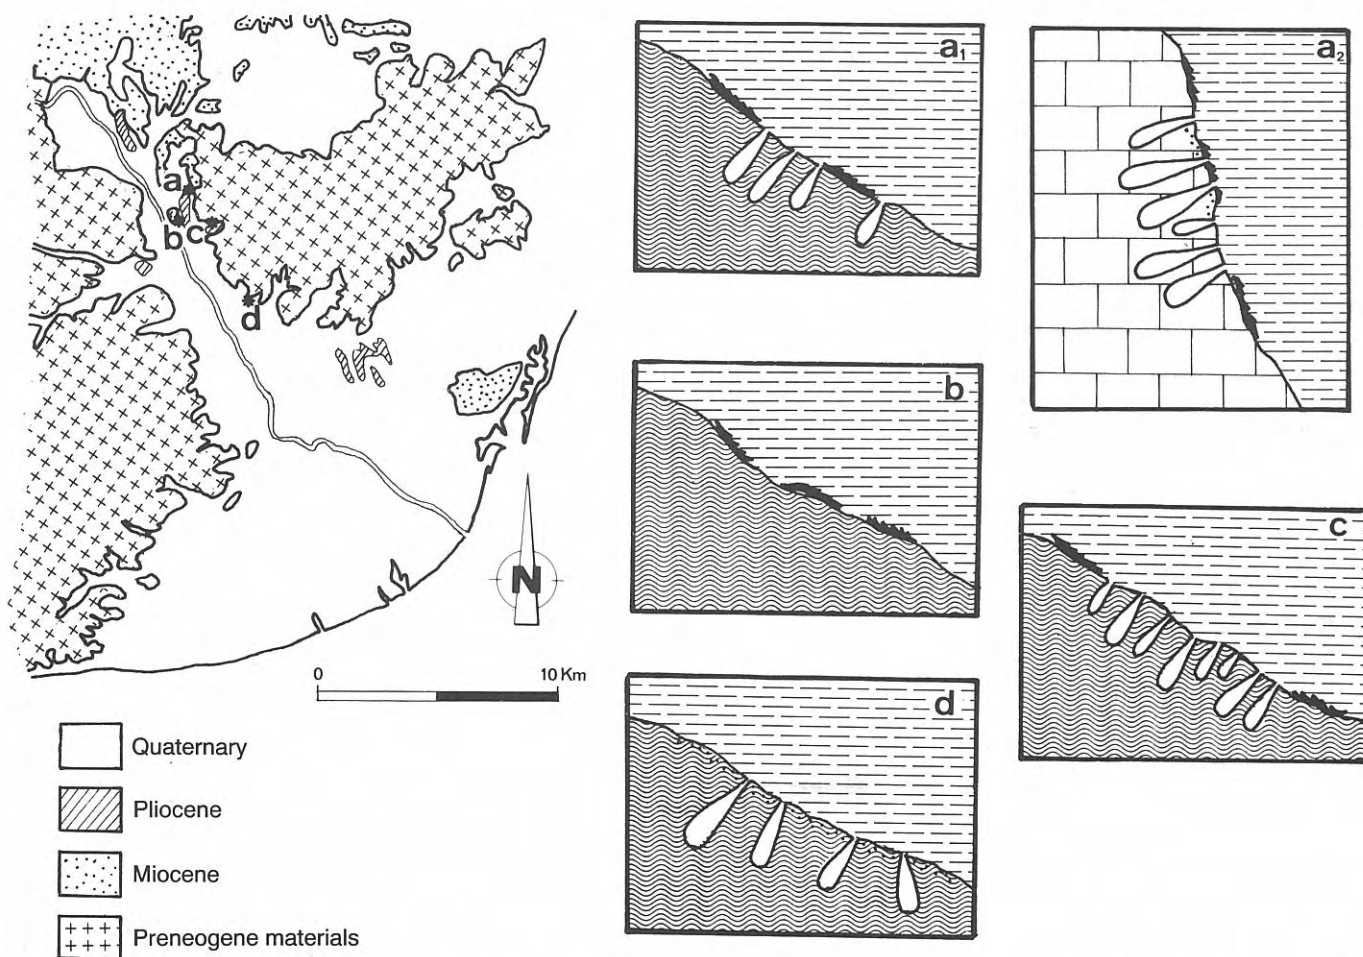 a
b c
d
N
0 10 Km
Quaternary
Pliocene
Miocene
Preneogene materials
a₁
a₂
b
c
d